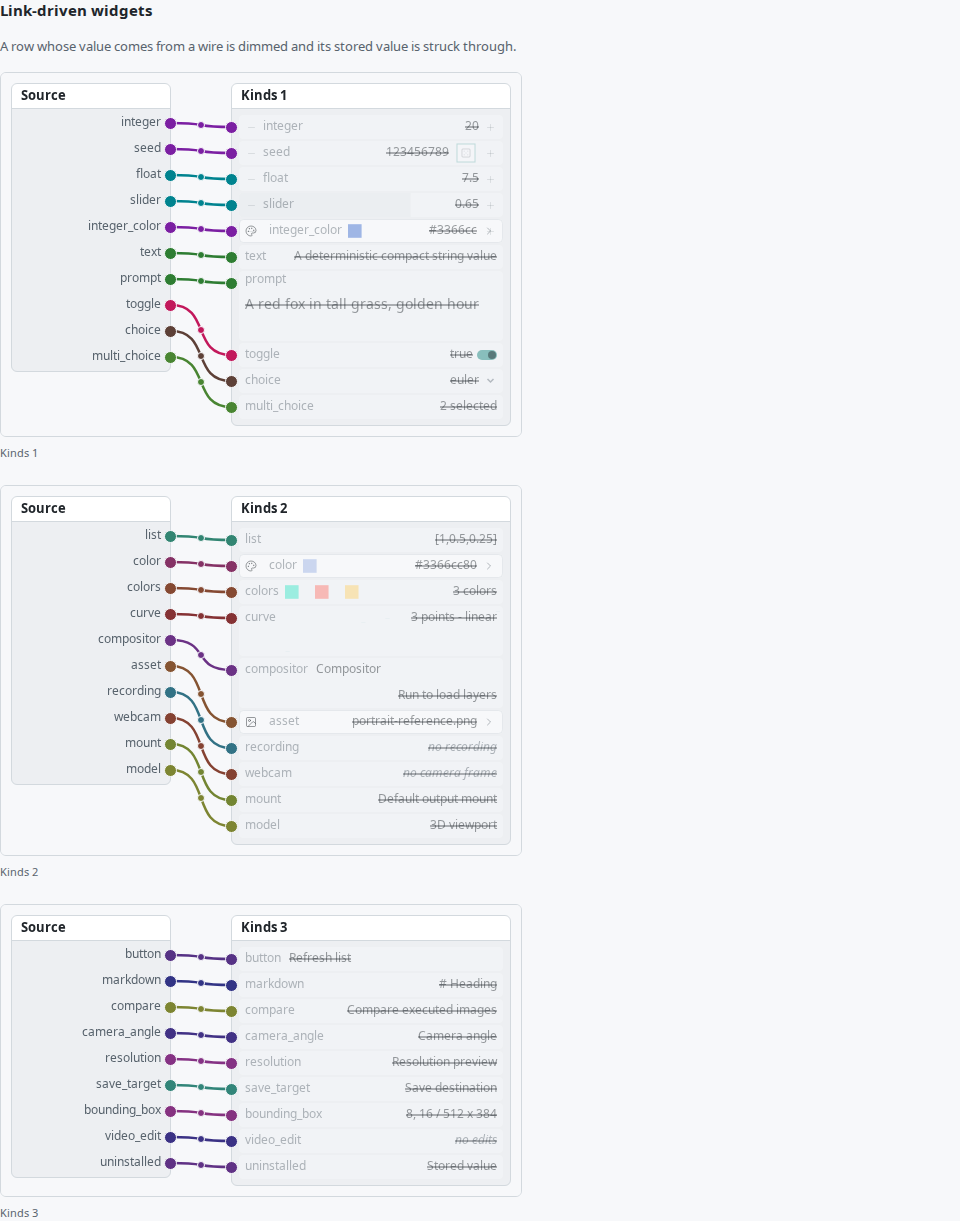 Link-driven widgets
A row whose value comes from a wire is dimmed and its stored value is struck through.
Source
Kinds 1
integer
integer 20
seed
seed 123456789
float
float 7.5
slider
slider 0.65
integer_color
integer_color #3366cc
text
text A deterministic compact string value
prompt
prompt
A red fox in tall grass, golden hour
toggle
toggle true
choice
choice euler
multi_choice
multi_choice 2 selected
Kinds 1
Source
Kinds 2
list
list [1,0.5,0.25]
color
color #3366cc80
colors
colors 3 colors
curve
curve 3 points · linear
compositor
compositor Compositor
Run to load layers
asset
asset portrait-reference.png
recording
recording no recording
webcam
webcam no camera frame
mount
mount Default output mount
model
model 3D viewport
Kinds 2
Source
Kinds 3
button
button Refresh list
markdown
markdown # Heading
compare
compare Compare executed images
camera_angle
camera_angle Camera angle
resolution
resolution Resolution preview
save_target
save_target Save destination
bounding_box
bounding_box 8, 16 / 512 x 384
video_edit
video_edit no edits
uninstalled
uninstalled Stored value
Kinds 3